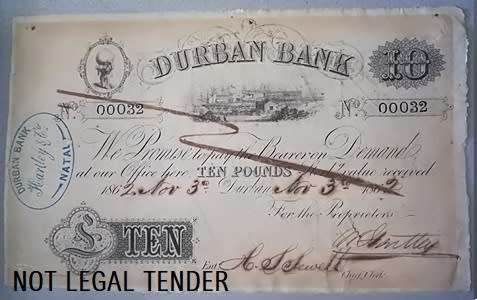 DURBAN BANK
10
No. 00032
No. 00032
DURBAN BANK
NATAL
We Promise to pay the Bearer on Demand
at our Office here TEN POUNDS value received
1862 Nov 3rd Durban Nov 3rd 1862
For the Proprietors
£ TEN
Ent
NOT LEGAL TENDER